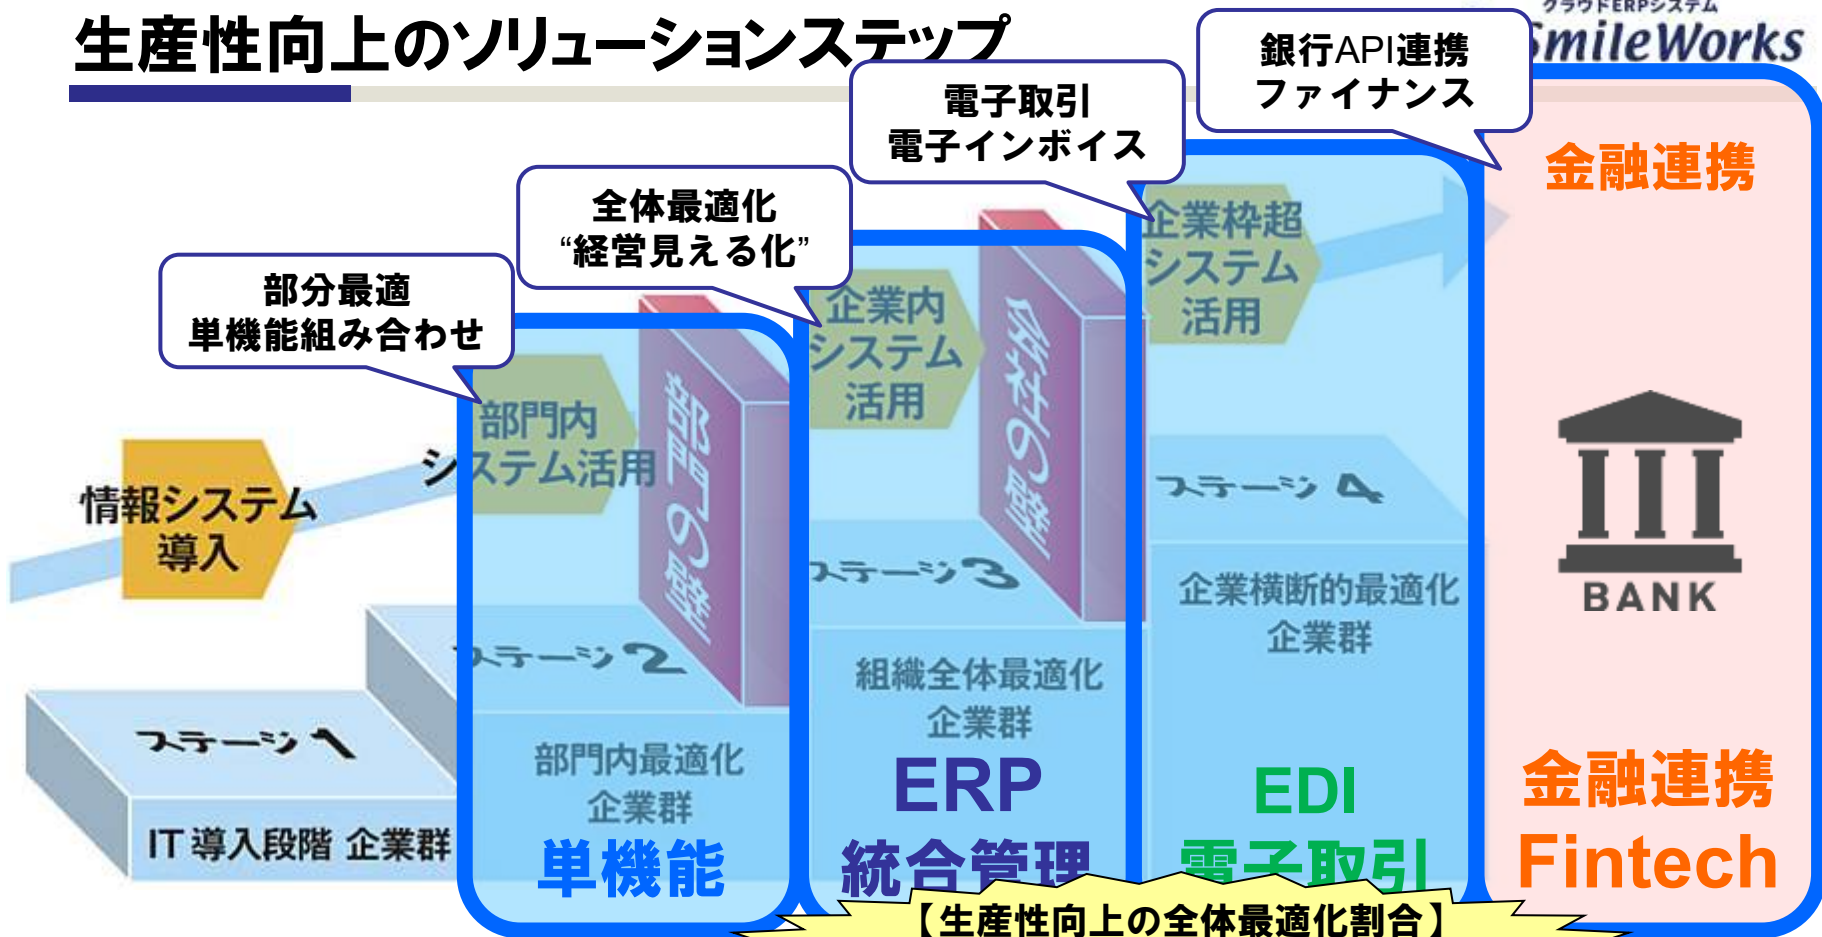 生産性向上のソリューションステップ
クラウドERPシステム
SmileWorks
銀行API連携
ファイナンス
電子取引
電子インボイス
全体最適化
“経営見える化”
部分最適
単機能組み合わせ
金融連携
企業枠超
システム
活用
企業内
システム
活用
部門内
システム活用
情報システム
導入
部門の壁
会社の壁
ステージ 1
ステージ 2
ステージ 3
ステージ 4
IT 導入段階 企業群
部門内最適化
企業群
単機能
組織全体最適化
企業群
ERP
統合管理
企業横断的最適化
企業群
EDI
電子取引
BANK
金融連携
Fintech
【生産性向上の全体最適化割合】